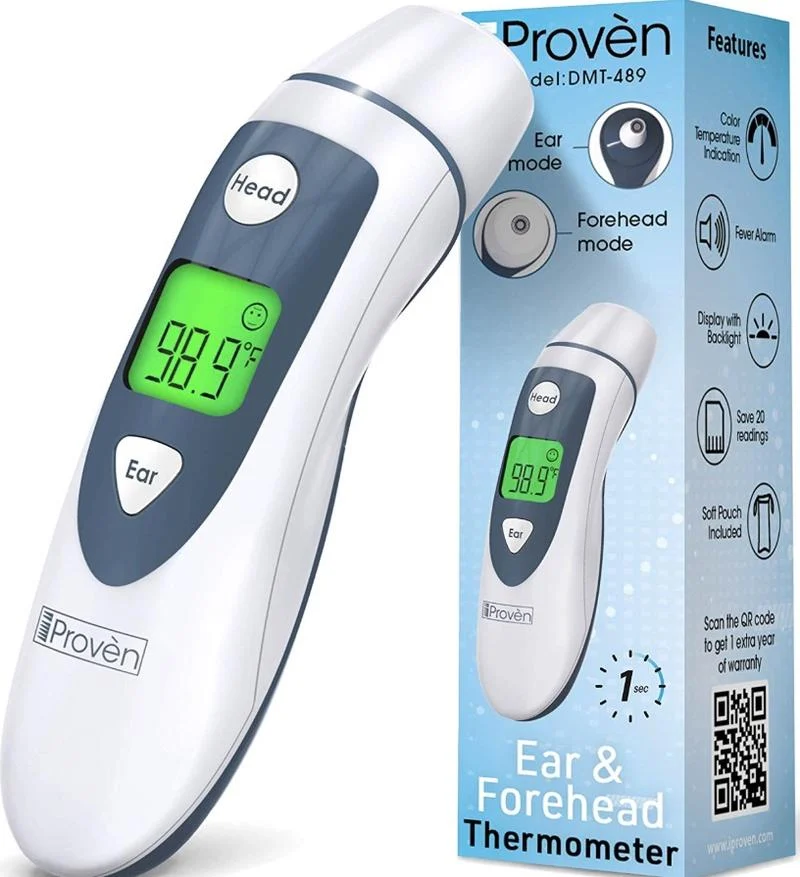 Head
98.9°F
Ear
iProvèn
Provèn
del:DMT-489
Ear
mode
Forehead
mode
Head
98.9°F
Ear
iProvèn
1 sec
Ear &
Forehead
Thermometer
Features
Color
Temperature
Indication
Fever Alarm
Display with
Backlight
Save 20
readings
Soft Pouch
Included
Scan the QR code
to get 1 extra year
of warranty
www.iproven.com